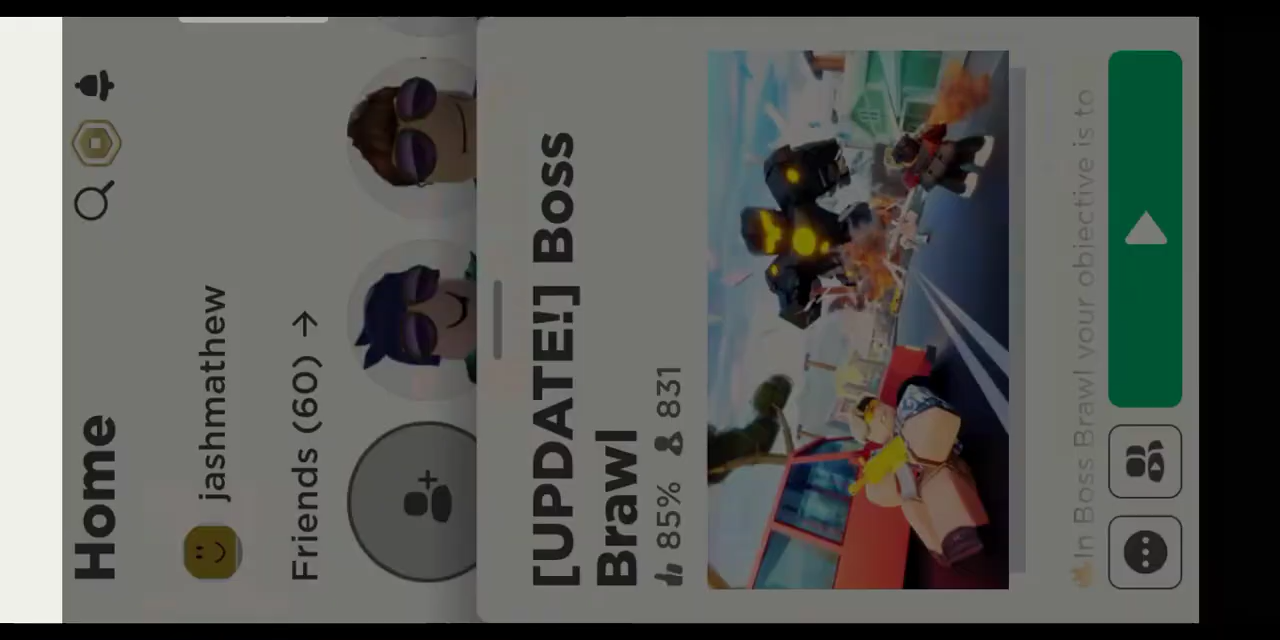 Home
jashmathew
Friends (60) →
[UPDATE!] Boss
Brawl
85% 831
In Boss Brawl your objective is to